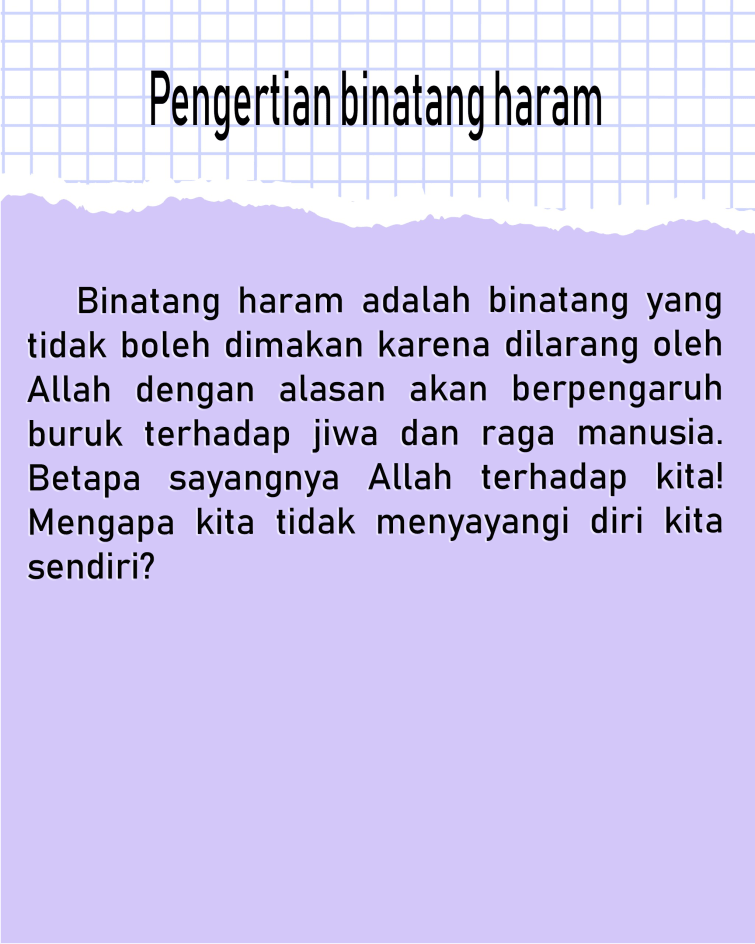 Pengertian binatang haram
Binatang haram adalah binatang yang
tidak boleh dimakan karena dilarang oleh
Allah dengan alasan akan berpengaruh
buruk terhadap jiwa dan raga manusia.
Betapa sayangnya Allah terhadap kita!
Mengapa kita tidak menyayangi diri kita
sendiri?